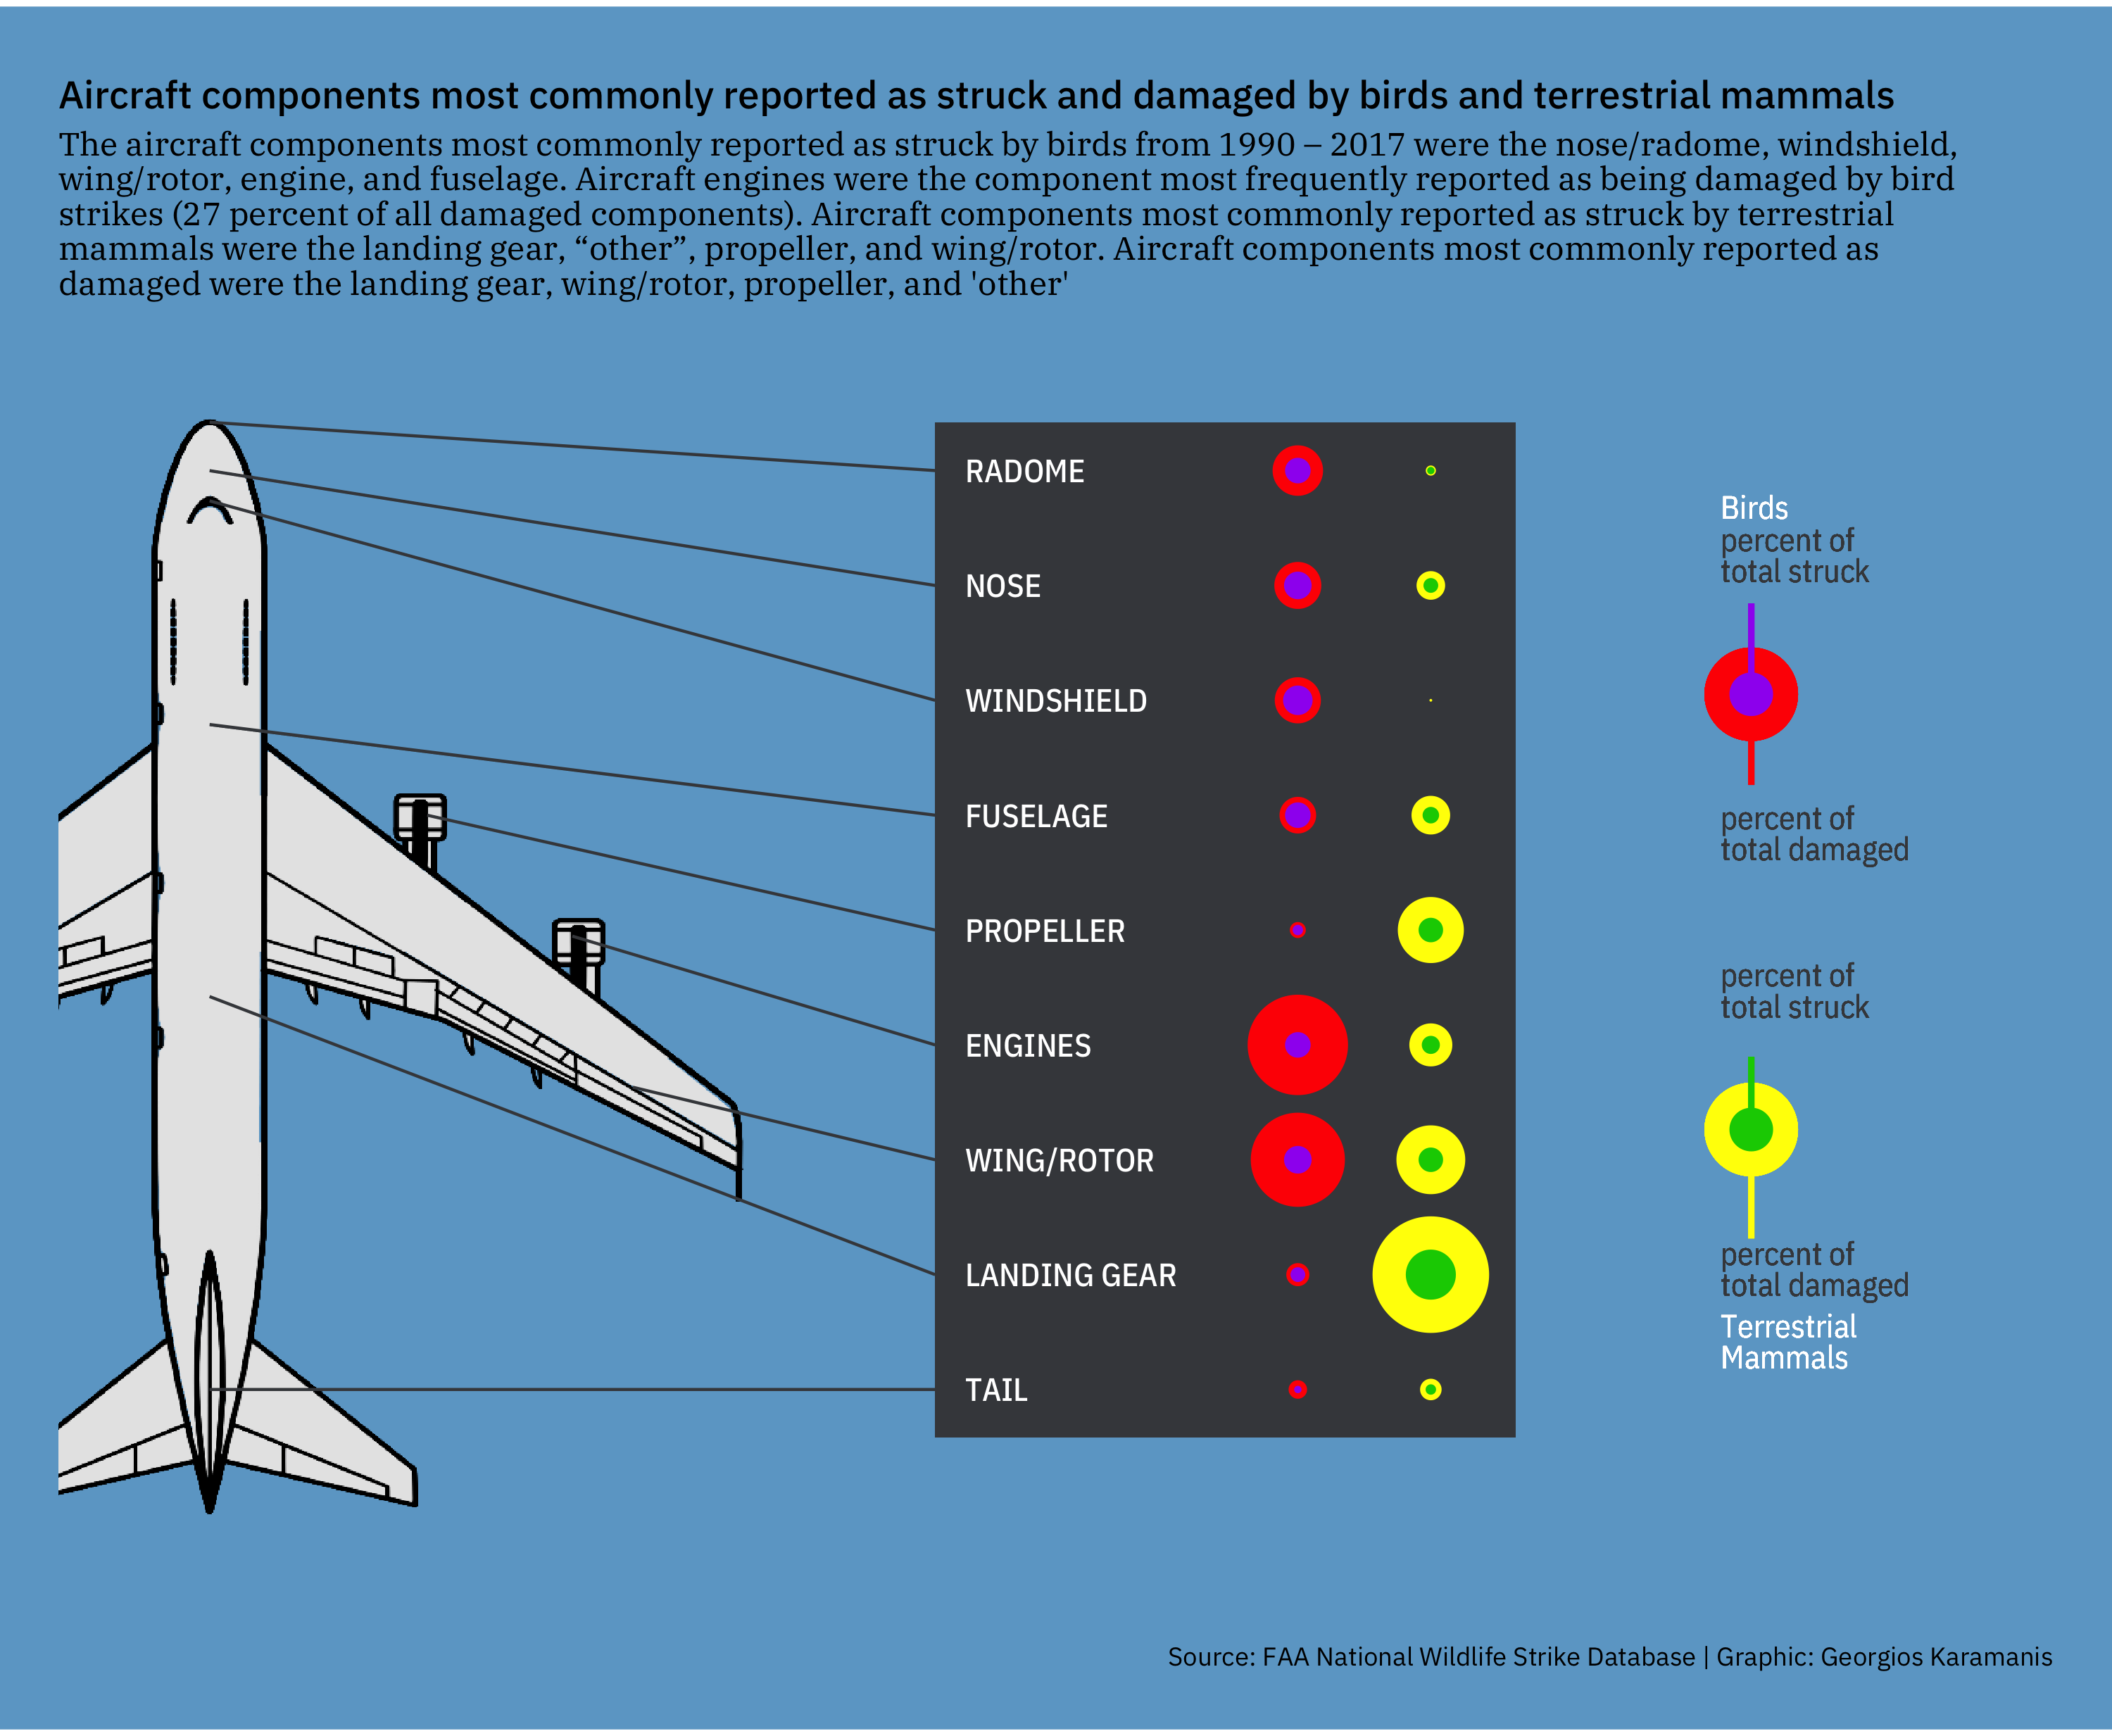 Aircraft components most commonly reported as struck and damaged by birds and terrestrial mammals
The aircraft components most commonly reported as struck by birds from 1990 – 2017 were the nose/radome, windshield,
wing/rotor, engine, and fuselage. Aircraft engines were the component most frequently reported as being damaged by bird
strikes (27 percent of all damaged components). Aircraft components most commonly reported as struck by terrestrial
mammals were the landing gear, “other”, propeller, and wing/rotor. Aircraft components most commonly reported as
damaged were the landing gear, wing/rotor, propeller, and 'other'
RADOME
NOSE
WINDSHIELD
FUSELAGE
PROPELLER
ENGINES
WING/ROTOR
LANDING GEAR
TAIL
Birds
percent of
total struck
percent of
total damaged
percent of
total struck
percent of
total damaged
Terrestrial
Mammals
Source: FAA National Wildlife Strike Database | Graphic: Georgios Karamanis